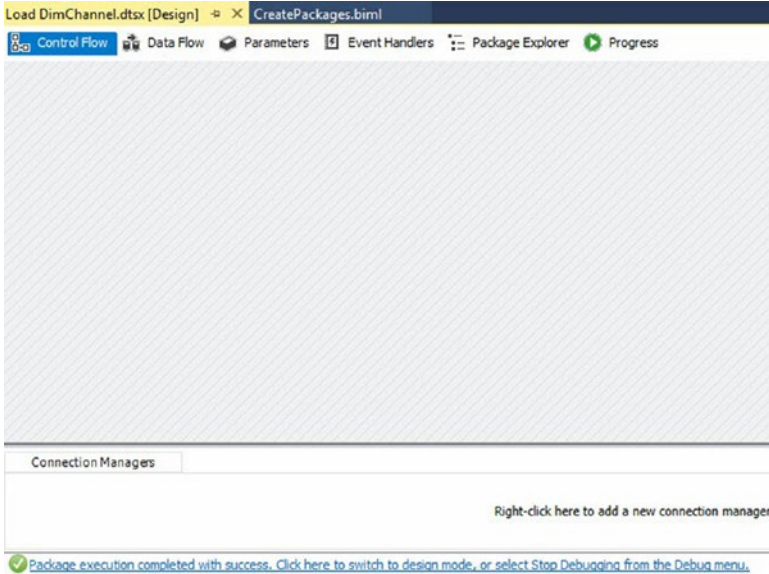 Load DimChannel.dtsx [Design] CreatePackages.biml
Control Flow Data Flow Parameters Event Handlers Package Explorer Progress
Connection Managers
Right-click here to add a new connection manager
Package execution completed with success. Click here to switch to design mode, or select Stop Debugging from the Debug menu.